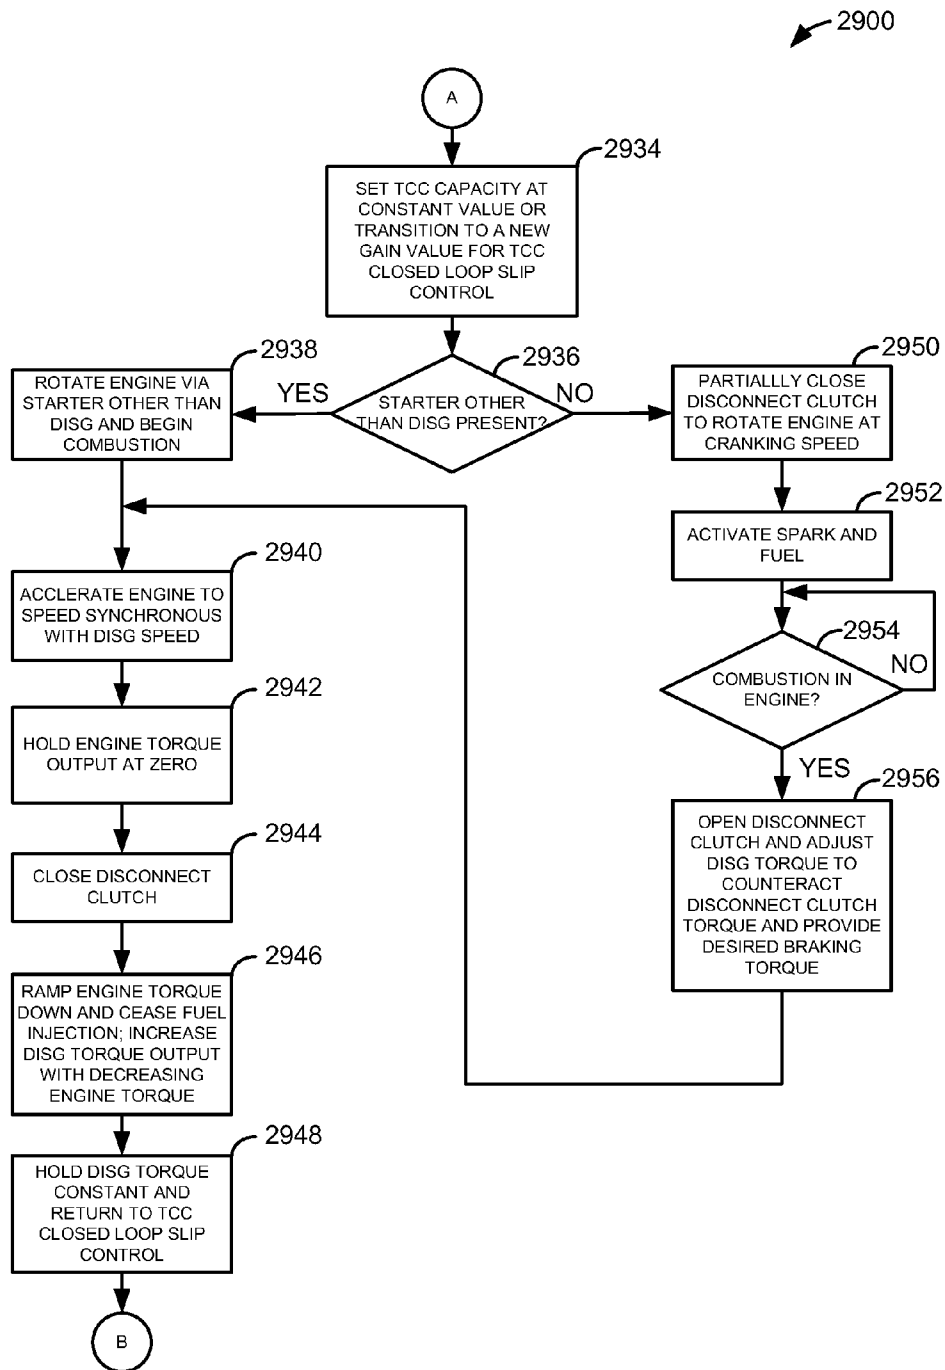 2900
A
2934
SET TCC CAPACITY AT
CONSTANT VALUE OR
TRANSITION TO A NEW
GAIN VALUE FOR TCC
CLOSED LOOP SLIP
CONTROL
2936
STARTER OTHER
THAN DISG PRESENT?
YES
NO
2938
ROTATE ENGINE VIA
STARTER OTHER THAN
DISG AND BEGIN
COMBUSTION
2940
ACCLERATE ENGINE TO
SPEED SYNCHRONOUS
WITH DISG SPEED
2942
HOLD ENGINE TORQUE
OUTPUT AT ZERO
2944
CLOSE DISCONNECT
CLUTCH
2946
RAMP ENGINE TORQUE
DOWN AND CEASE FUEL
INJECTION; INCREASE
DISG TORQUE OUTPUT
WITH DECREASING
ENGINE TORQUE
2948
HOLD DISG TORQUE
CONSTANT AND
RETURN TO TCC
CLOSED LOOP SLIP
CONTROL
B
2950
PARTIALLLY CLOSE
DISCONNECT CLUTCH
TO ROTATE ENGINE AT
CRANKING SPEED
2952
ACTIVATE SPARK AND
FUEL
2954
COMBUSTION IN
ENGINE?
NO
YES
2956
OPEN DISCONNECT
CLUTCH AND ADJUST
DISG TORQUE TO
COUNTERACT
DISCONNECT CLUTCH
TORQUE AND PROVIDE
DESIRED BRAKING
TORQUE